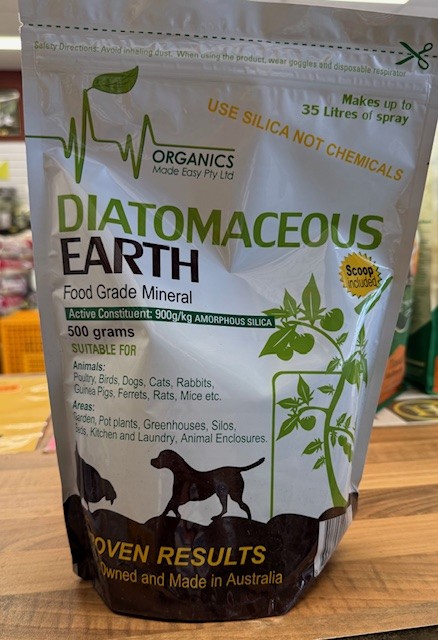 Safety Directions: Avoid inhaling dust. When using the product, wear goggles and disposable respirator.
Makes up to
35 Litres of spray
USE SILICA NOT CHEMICALS
ORGANICS
Made Easy Pty Ltd
DIATOMACEOUS
EARTH
Scoop
included
Food Grade Mineral
Active Constituent: 900g/kg AMORPHOUS SILICA
500 grams
SUITABLE FOR
Animals:
Poultry, Birds, Dogs, Cats, Rabbits,
Guinea Pigs, Ferrets, Rats, Mice etc.
Areas:
Garden, Pot plants, Greenhouses, Silos,
Kitchen and Laundry, Animal Enclosures.
OVEN RESULTS
Owned and Made in Australia